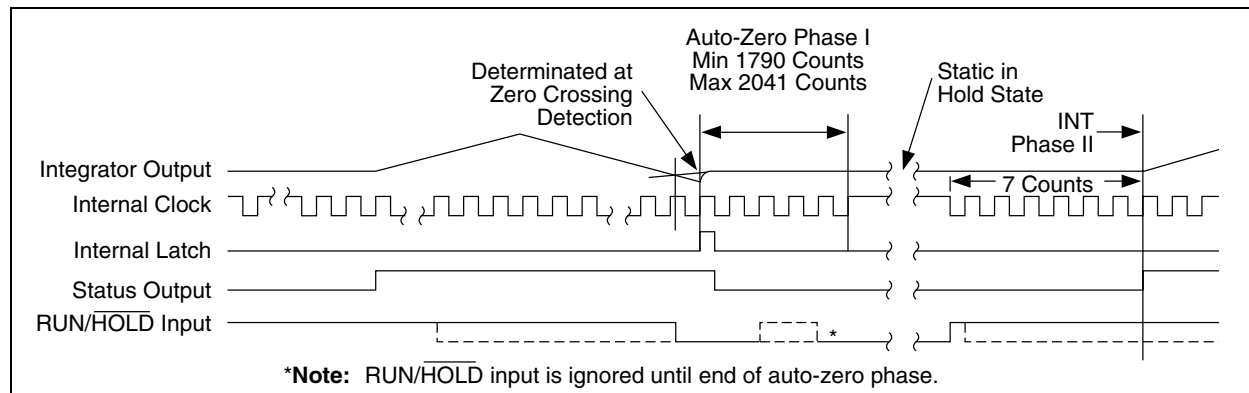 Auto-Zero Phase I
Min 1790 Counts
Max 2041 Counts
Determinated at
Zero Crossing
Detection
Static in
Hold State
INT
Phase II
Integrator Output
7 Counts
Internal Clock
Internal Latch
Status Output
RUN/HOLD Input
*
*Note: RUN/HOLD input is ignored until end of auto-zero phase.